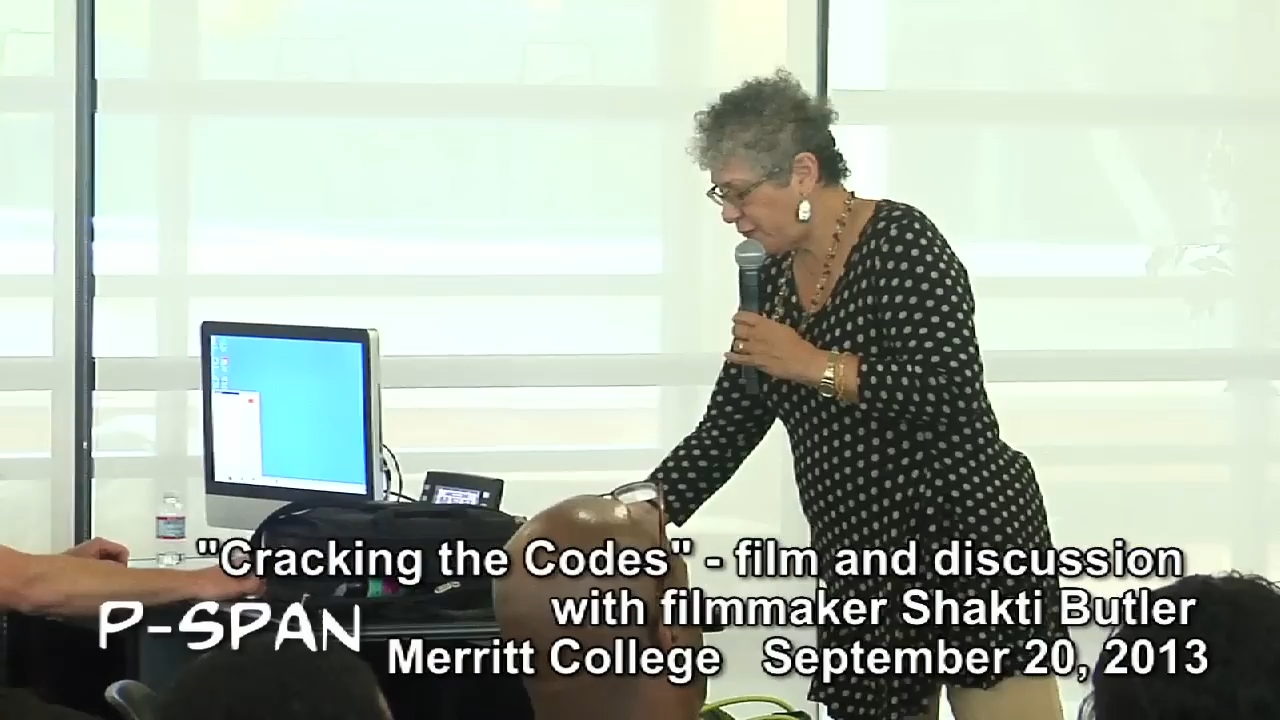 "Cracking the Codes" - film and discussion
with filmmaker Shakti Butler
P-SPAN
Merritt College September 20, 2013